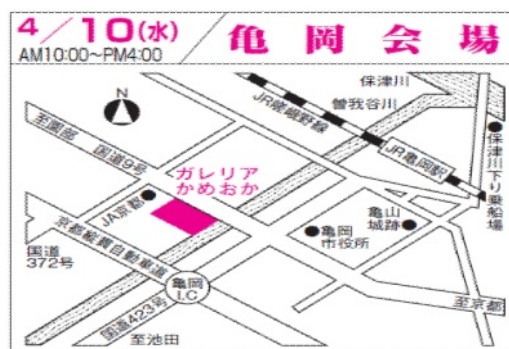 4／10(水)
AM10:00～PM4:00
亀岡会場
N
保津川
曽我谷川
JR嵯峨野線
JR亀岡駅
保津川下り乗船場
至園部
国道9号
ガレリア
かめおか
JA京都
京都縦貫自動車道
国道
372号
亀岡
I.C
国道423号
至池田
亀岡
市役所
亀山
城跡
至京都